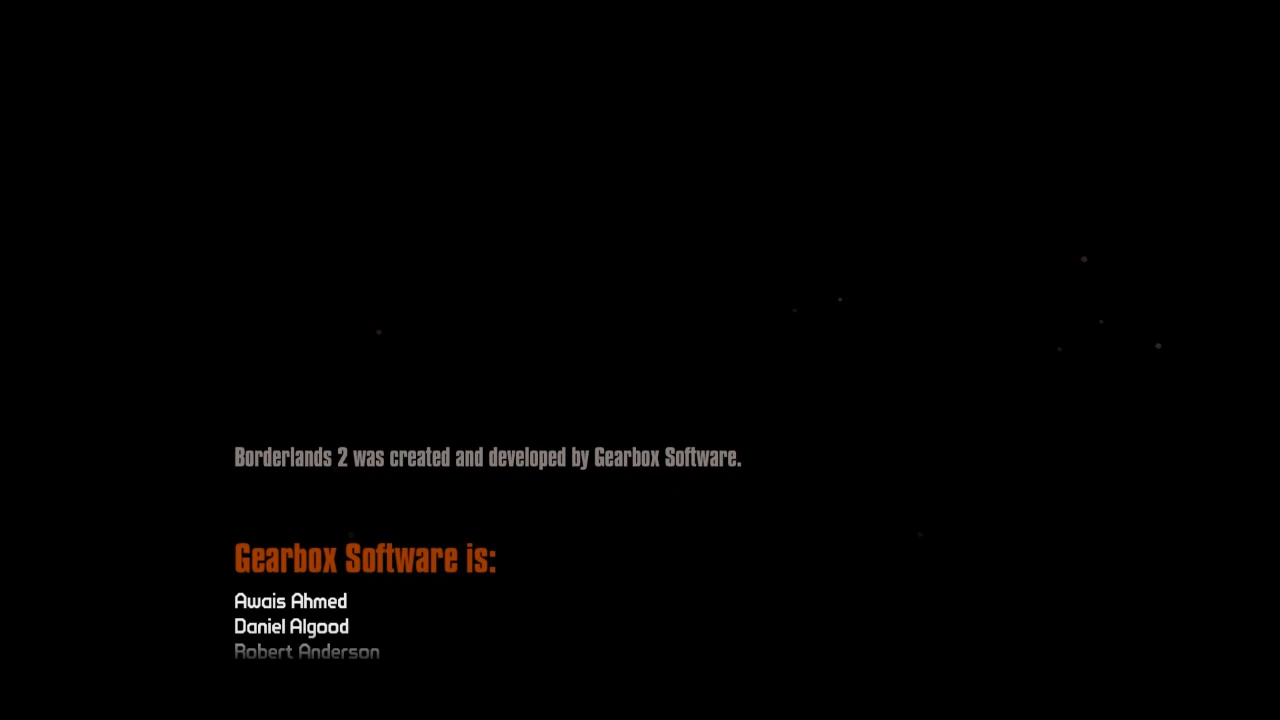 Borderlands 2 was created and developed by Gearbox Software.
Gearbox Software is:
Awais Ahmed
Daniel Algood
Robert Anderson